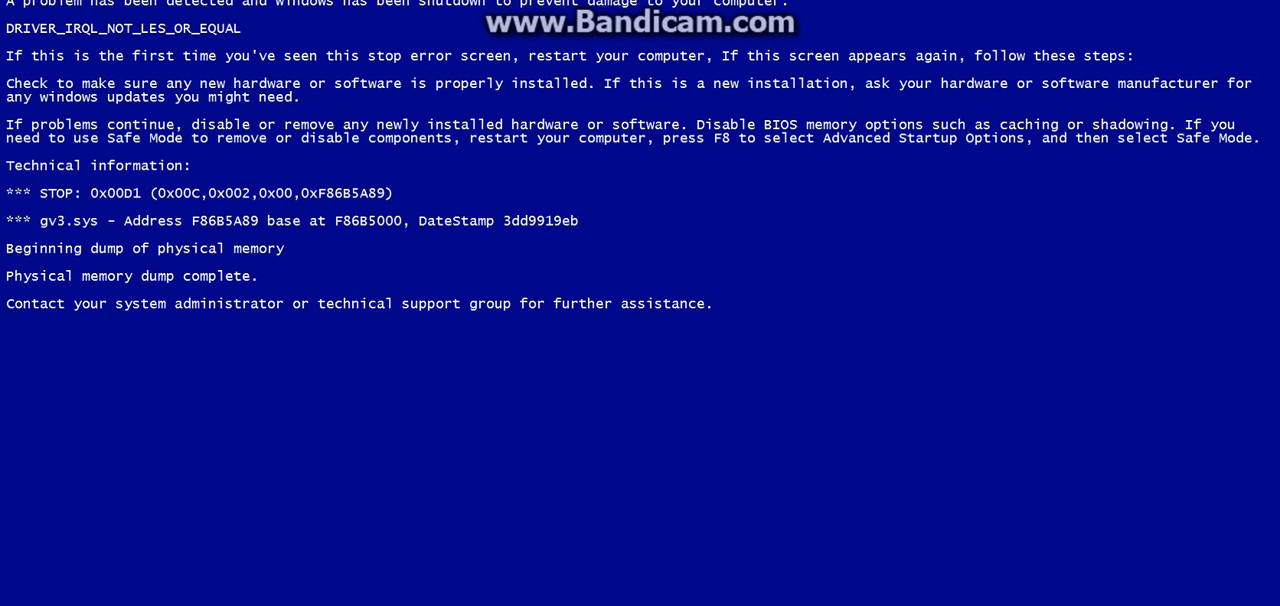 A problem has been detected and windows has been shutdown to prevent damage to your computer.
www.Bandicam.com
DRIVER_IRQL_NOT_LES_OR_EQUAL
If this is the first time you've seen this stop error screen, restart your computer, If this screen appears again, follow these steps:
Check to make sure any new hardware or software is properly installed. If this is a new installation, ask your hardware or software manufacturer for
any windows updates you might need.
If problems continue, disable or remove any newly installed hardware or software. Disable BIOS memory options such as caching or shadowing. If you
need to use Safe Mode to remove or disable components, restart your computer, press F8 to select Advanced Startup Options, and then select Safe Mode.
Technical information:
*** STOP: 0x00D1 (0x00C,0x002,0x00,0xF86B5A89)
*** gv3.sys - Address F86B5A89 base at F86B5000, DateStamp 3dd9919eb
Beginning dump of physical memory
Physical memory dump complete.
Contact your system administrator or technical support group for further assistance.